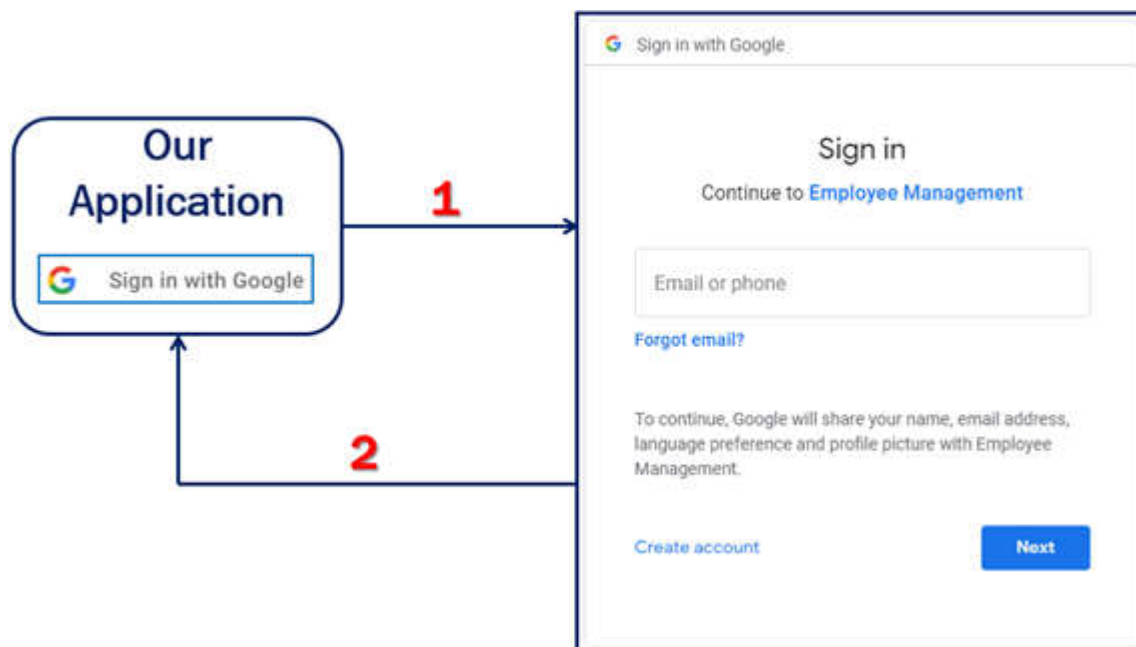 Our
Application
Sign in with Google
1
2
Sign in with Google
Sign in
Continue to Employee Management
Email or phone
Forgot email?
To continue, Google will share your name, email address,
language preference and profile picture with Employee
Management.
Create account
Next